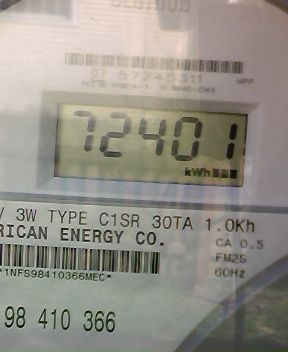 07 57245311
72401
kWh
V 3W TYPE C1SR 30TA 1.0Kh
RICAN ENERGY CO.
CA 0.5
FM2S
60Hz
*1NFS98410366MEC*
98 410 366